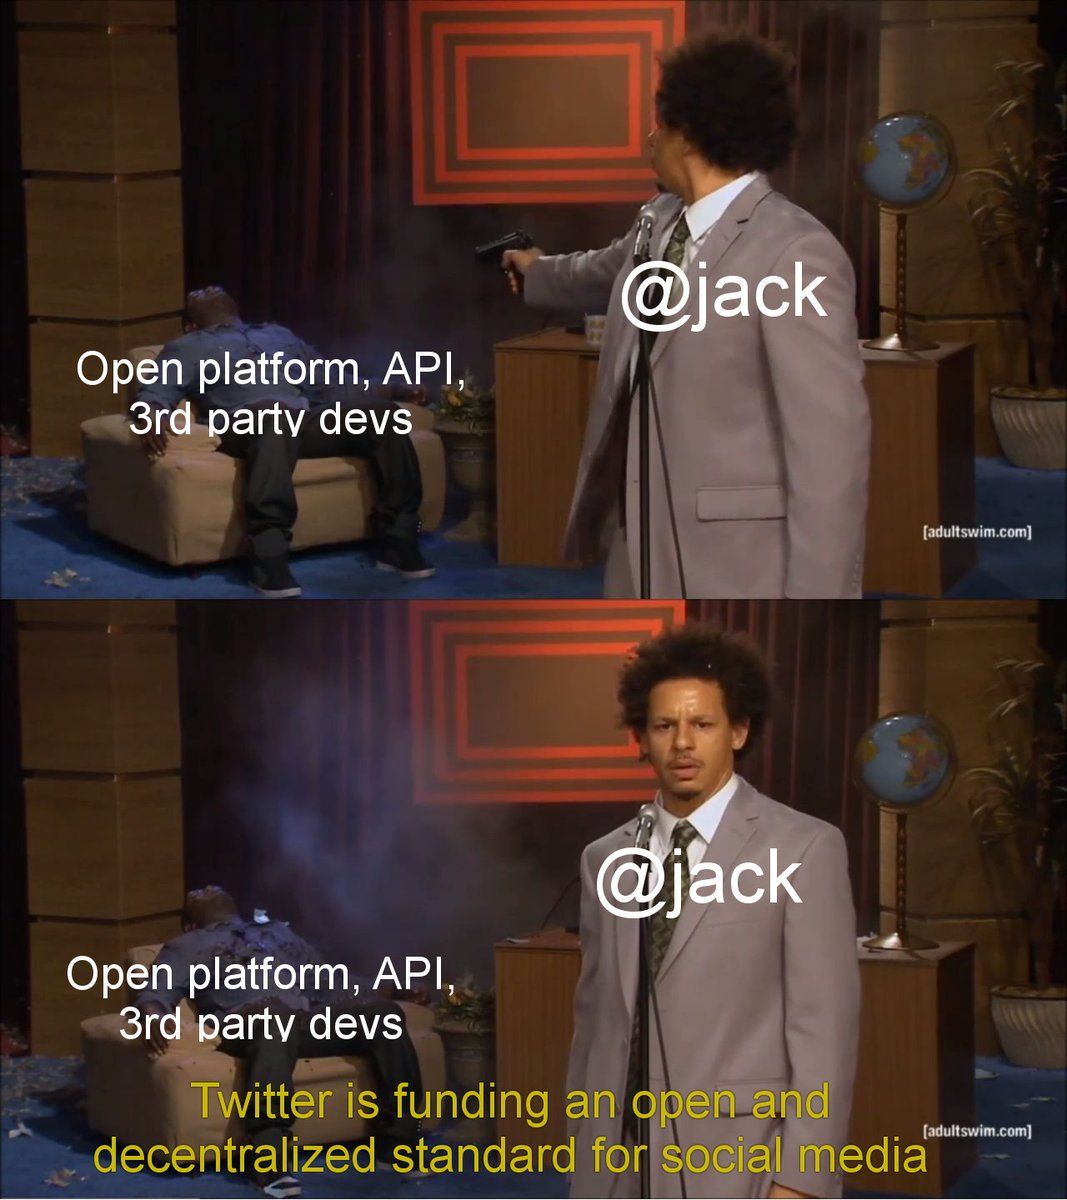 @jack
Open platform, API,
3rd party devs
[adultswim.com]
@jack
Open platform, API,
3rd party devs
Twitter is funding an open and
decentralized standard for social media
[adultswim.com]